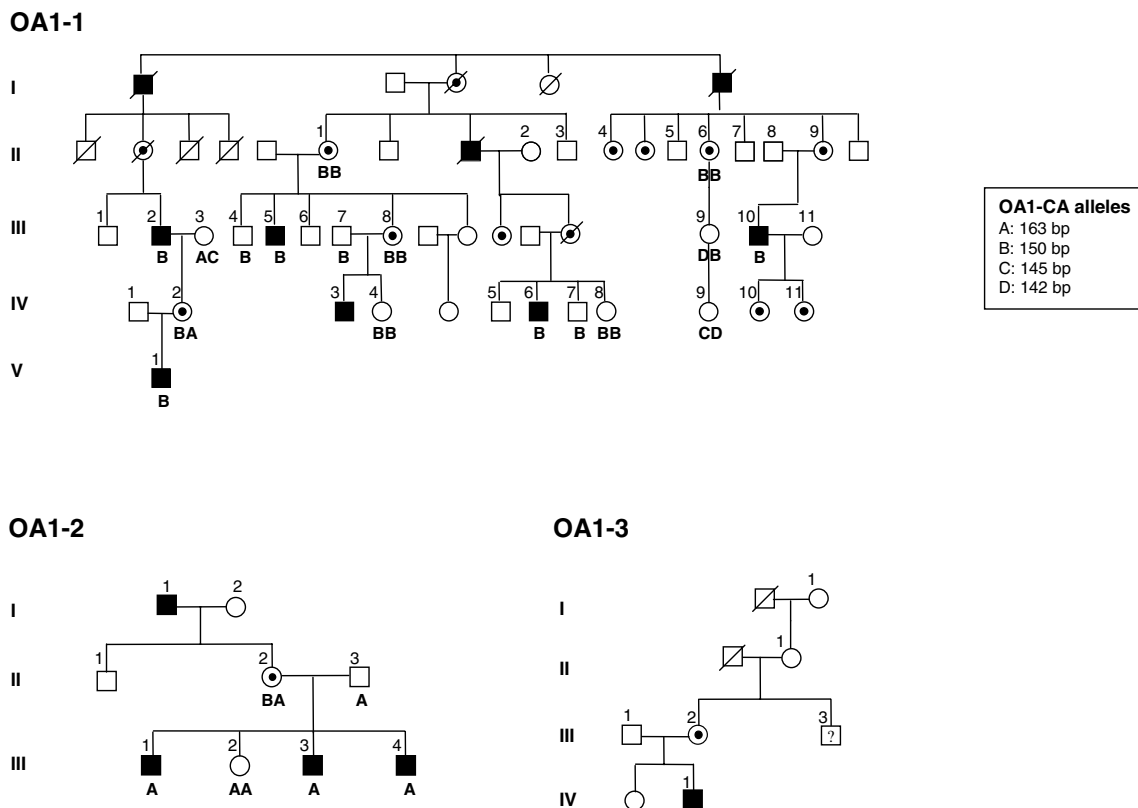 OA1-1
I
1 2 3 4 5 6 7 8 9
II
BB BB
1 2 3 4 5 6 7 8 9 10 11
III
B AC B B B BB DB B
1 2 3 4 5 6 7 8 9 10 11
IV
BA BB B B BB CD
1
V
B
OA1-CA alleles
A: 163 bp
B: 150 bp
C: 145 bp
D: 142 bp
OA1-2
1 2
I
1 2 3
II
BA A
1 2 3 4
III
A AA A A
OA1-3
1
I
1
II
1 2 3
III
?
1
IV